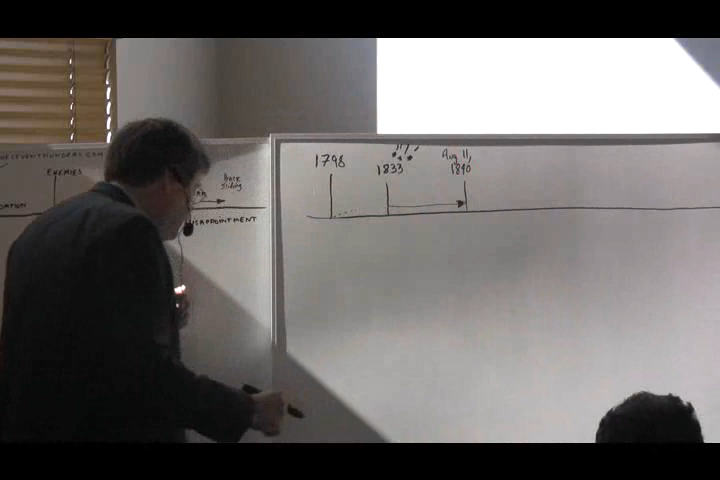 ENEMIES
back
sliding
DISAPPOINTMENT
1798
1833
Aug 11,
1840